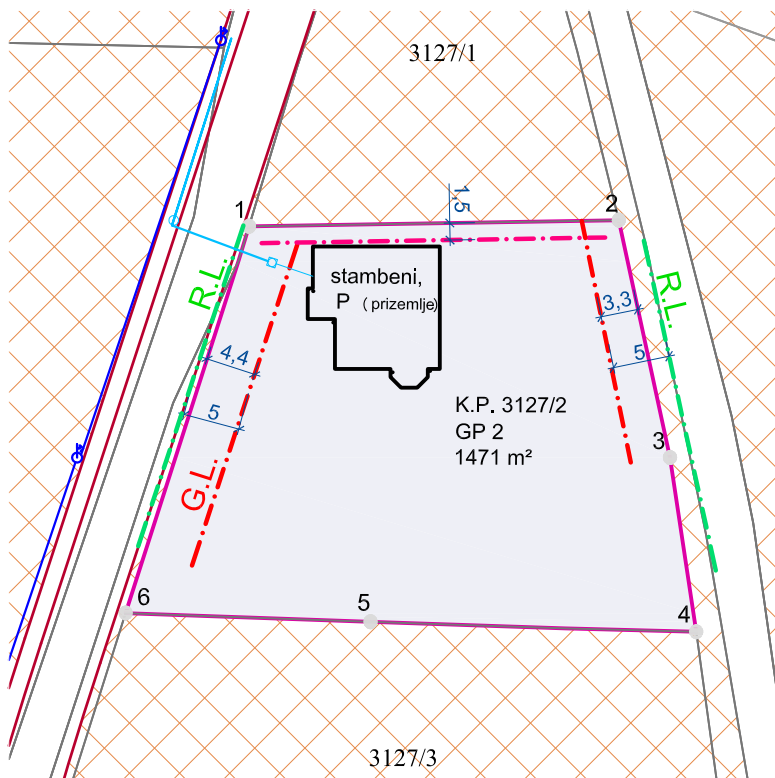 3127/1
1
2
1,5
stambeni,
P ( prizemlje)
R.L.
R.L.
3,3
4,4
5
5
K.P. 3127/2
GP 2
1471 m²
3
G.L.
6
5
4
3127/3